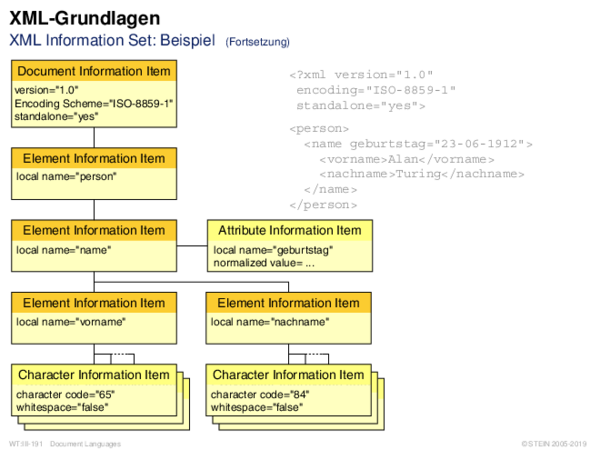 XML-Grundlagen
XML Information Set: Beispiel (Fortsetzung)
Document Information Item
version="1.0"
Encoding Scheme="ISO-8859-1"
standalone="yes"
<?xml version="1.0"
encoding="ISO-8859-1"
standalone="yes">
<person>
<name geburtstag="23-06-1912">
<vorname>Alan</vorname>
<nachname>Turing</nachname>
</name>
</person>
Element Information Item
local name="person"
Element Information Item
local name="name"
Attribute Information Item
local name="geburtstag"
normalized value= ...
Element Information Item
local name="vorname"
Element Information Item
local name="nachname"
Character Information Item
character code="65"
whitespace="false"
Character Information Item
character code="84"
whitespace="false"
WT:III-191 Document Languages
© STEIN 2005-2019